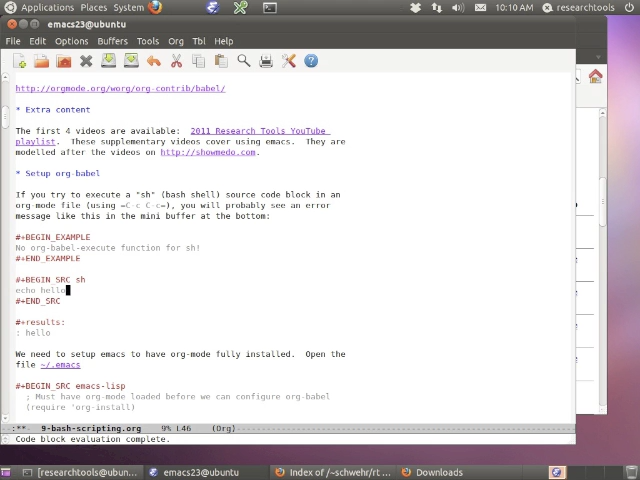 Applications Places System
10:10 AM researchtools
emacs23@ubuntu
File Edit Options Buffers Tools Org Tbl Help
http://orgmode.org/worg/org-contrib/babel/
* Extra content
The first 4 videos are available: 2011 Research Tools YouTube
playlist. These supplementary videos cover using emacs. They are
modelled after the videos on http://showmedo.com.
* Setup org-babel
If you try to execute a "sh" (bash shell) source code block in an
org-mode file (using =C-c C-c=), you will probably see an error
message like this in the mini buffer at the bottom:
#+BEGIN_EXAMPLE
No org-babel-execute function for sh!
#+END_EXAMPLE
#+BEGIN_SRC sh
echo hello
#+END_SRC
#+results:
: hello
We need to setup emacs to have org-mode fully installed. Open the
file ~/.emacs
#+BEGIN_SRC emacs-lisp
; Must have org-mode loaded before we can configure org-babel
(require 'org-install)
-:**- 9-bash-scripting.org 9% L46 (Org)
Code block evaluation complete.
[researchtools@ubun... emacs23@ubuntu Index of /~schwehr/rt ... Downloads